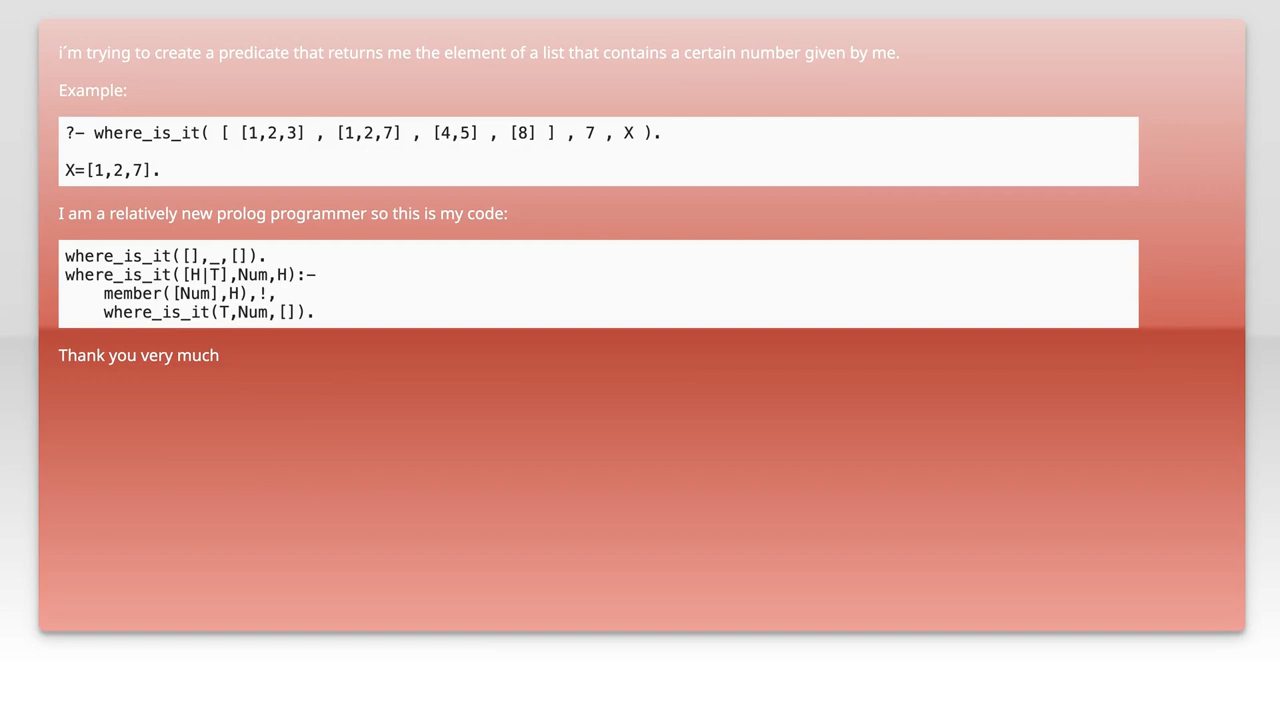 i´m trying to create a predicate that returns me the element of a list that contains a certain number given by me.
Example:
?- where_is_it( [ [1,2,3] , [1,2,7] , [4,5] , [8] ] , 7 , X ).
X=[1,2,7].
I am a relatively new prolog programmer so this is my code:
where_is_it([],_,[]).
where_is_it([H|T],Num,H):-
    member([Num],H),!,
    where_is_it(T,Num,[]).
Thank you very much